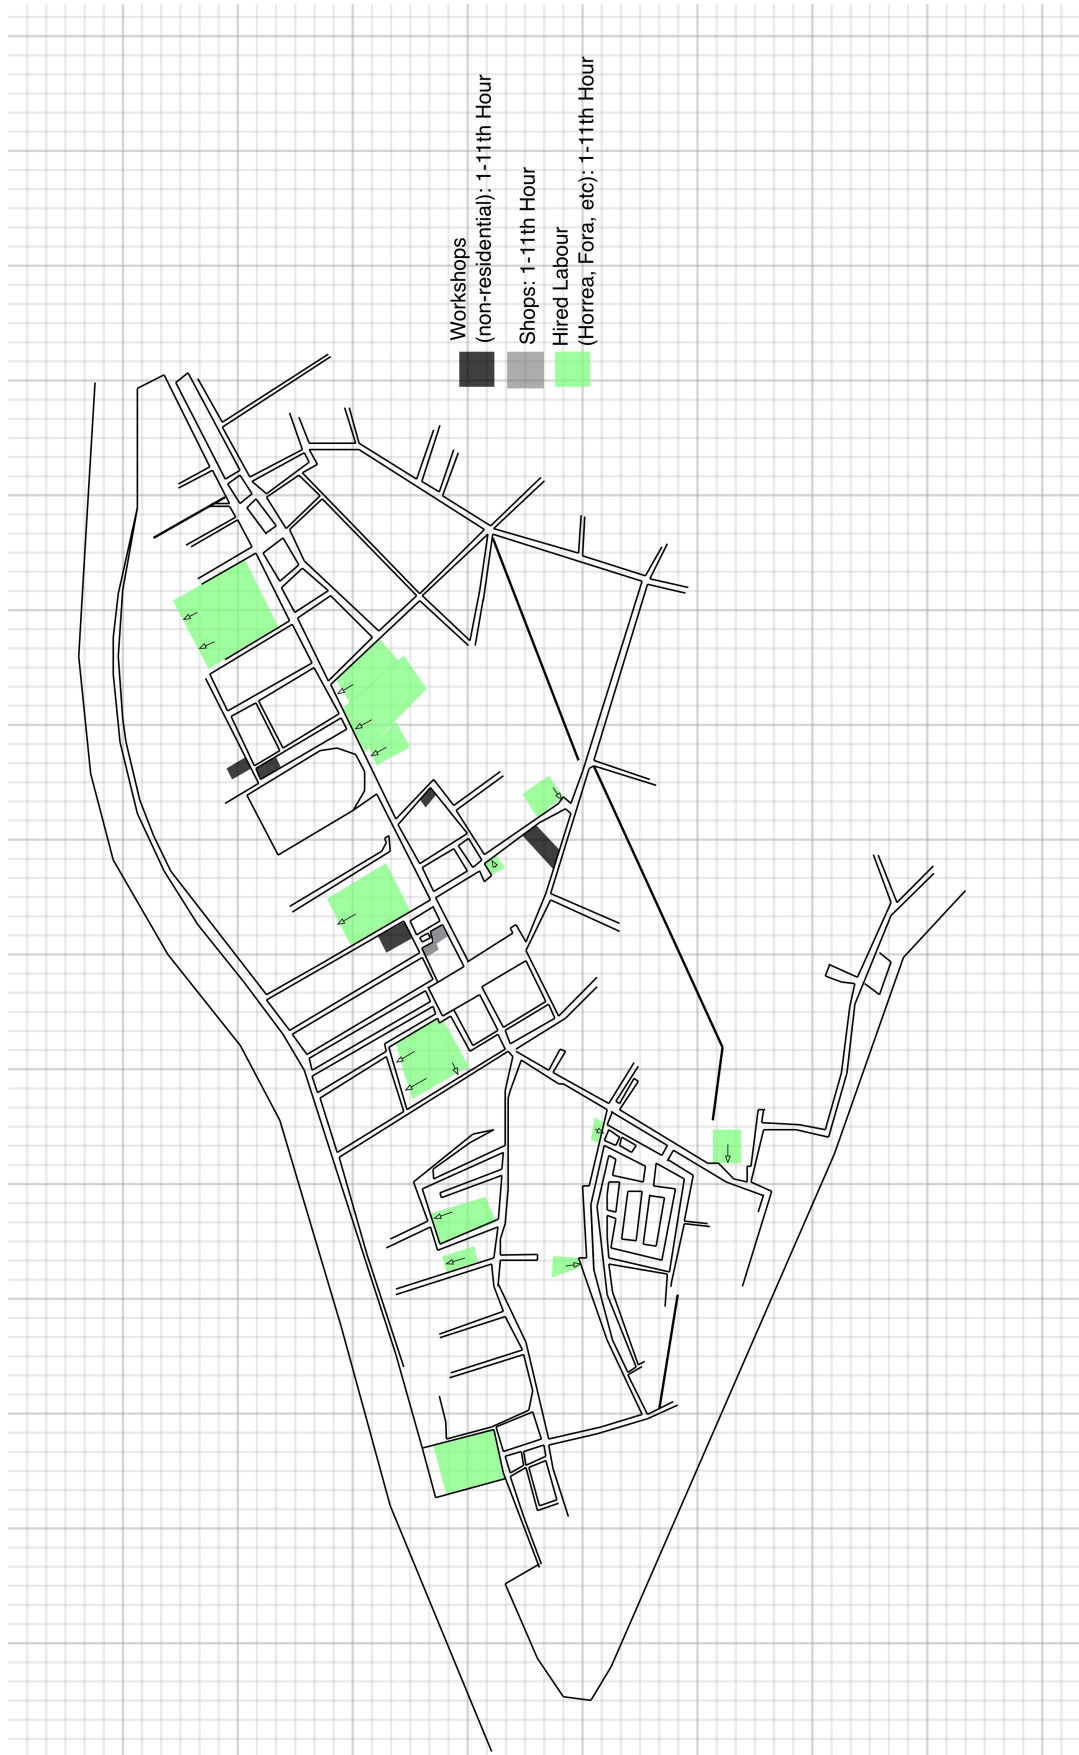 Workshops
(non-residential): 1-11th Hour
Shops: 1-11th Hour
Hired Labour
(Horrea, Fora, etc): 1-11th Hour